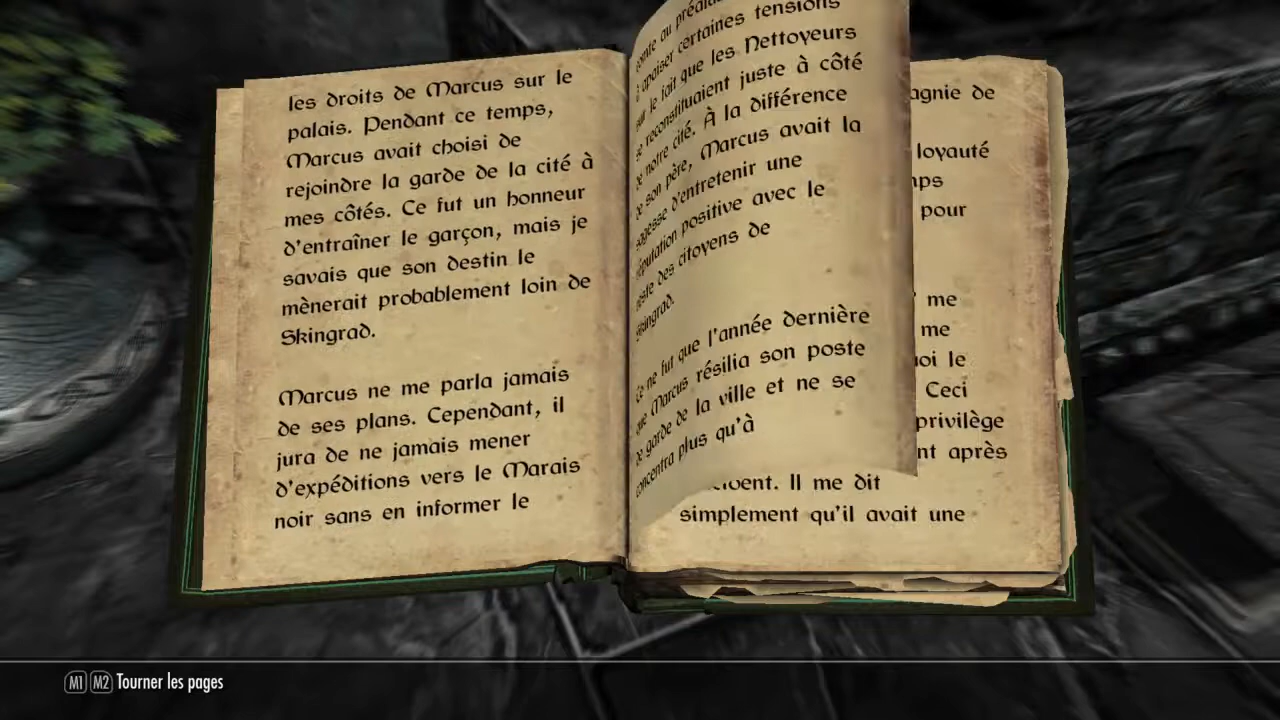 les droits de Marcus sur le
palais. Pendant ce temps,
Marcus avait choisi de
rejoindre la garde de la cité à
mes côtés. Ce fut un honneur
d'entraîner le garçon, mais je
savais que son destin le
mènerait probablement loin de
Skingrad.
Marcus ne me parla jamais
de ses plans. Cependant, il
jura de ne jamais mener
d'expéditions vers le Marais
noir sans en informer le
comte au préalable
à apaiser certaines tensions
sur le fait que les Nettoyeurs
se reconstituaient juste à côté
de notre cité. À la différence
de son père, Marcus avait la
sagesse d'entretenir une
réputation positive avec le
reste des citoyens de
Skingrad.
Ce ne fut que l'année dernière
que Marcus résilia son poste
de garde de la ville et ne se
concentra plus qu'à
de
loyauté
pour
me
me
le
Ceci
privilège
après
Il me dit
simplement qu'il avait une
M1 M2 Tourner les pages